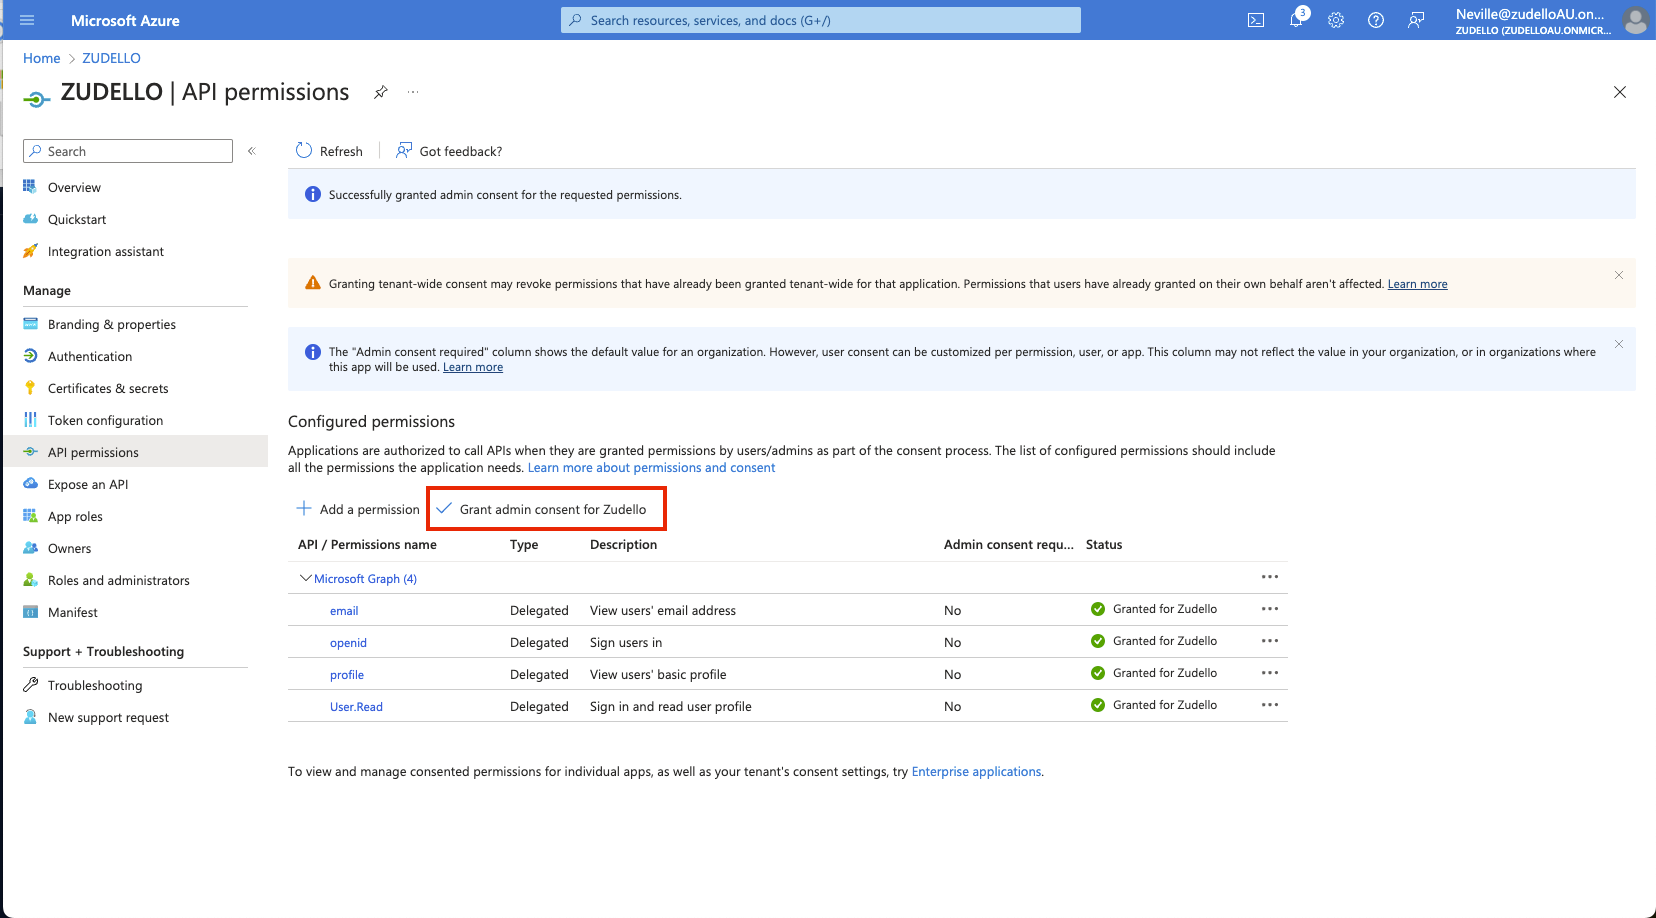 Microsoft Azure
Search resources, services, and docs (G+/)
3
Neville@zudelloAU.on...
ZUDELLO (ZUDELLOAU.ONMICR...
Home > ZUDELLO
ZUDELLO | API permissions
Search
Refresh
Got feedback?
Overview
Quickstart
Integration assistant
Manage
Branding & properties
Authentication
Certificates & secrets
Token configuration
API permissions
Expose an API
App roles
Owners
Roles and administrators
Manifest
Support + Troubleshooting
Troubleshooting
New support request
Successfully granted admin consent for the requested permissions.
Granting tenant-wide consent may revoke permissions that have already been granted tenant-wide for that application. Permissions that users have already granted on their own behalf aren't affected. Learn more
The "Admin consent required" column shows the default value for an organization. However, user consent can be customized per permission, user, or app. This column may not reflect the value in your organization, or in organizations where
this app will be used. Learn more
Configured permissions
Applications are authorized to call APIs when they are granted permissions by users/admins as part of the consent process. The list of configured permissions should include
all the permissions the application needs. Learn more about permissions and consent
Add a permission
Grant admin consent for Zudello
API / Permissions name Type Description Admin consent requ... Status
Microsoft Graph (4)
email Delegated View users' email address No Granted for Zudello
openid Delegated Sign users in No Granted for Zudello
profile Delegated View users' basic profile No Granted for Zudello
User.Read Delegated Sign in and read user profile No Granted for Zudello
To view and manage consented permissions for individual apps, as well as your tenant's consent settings, try Enterprise applications.